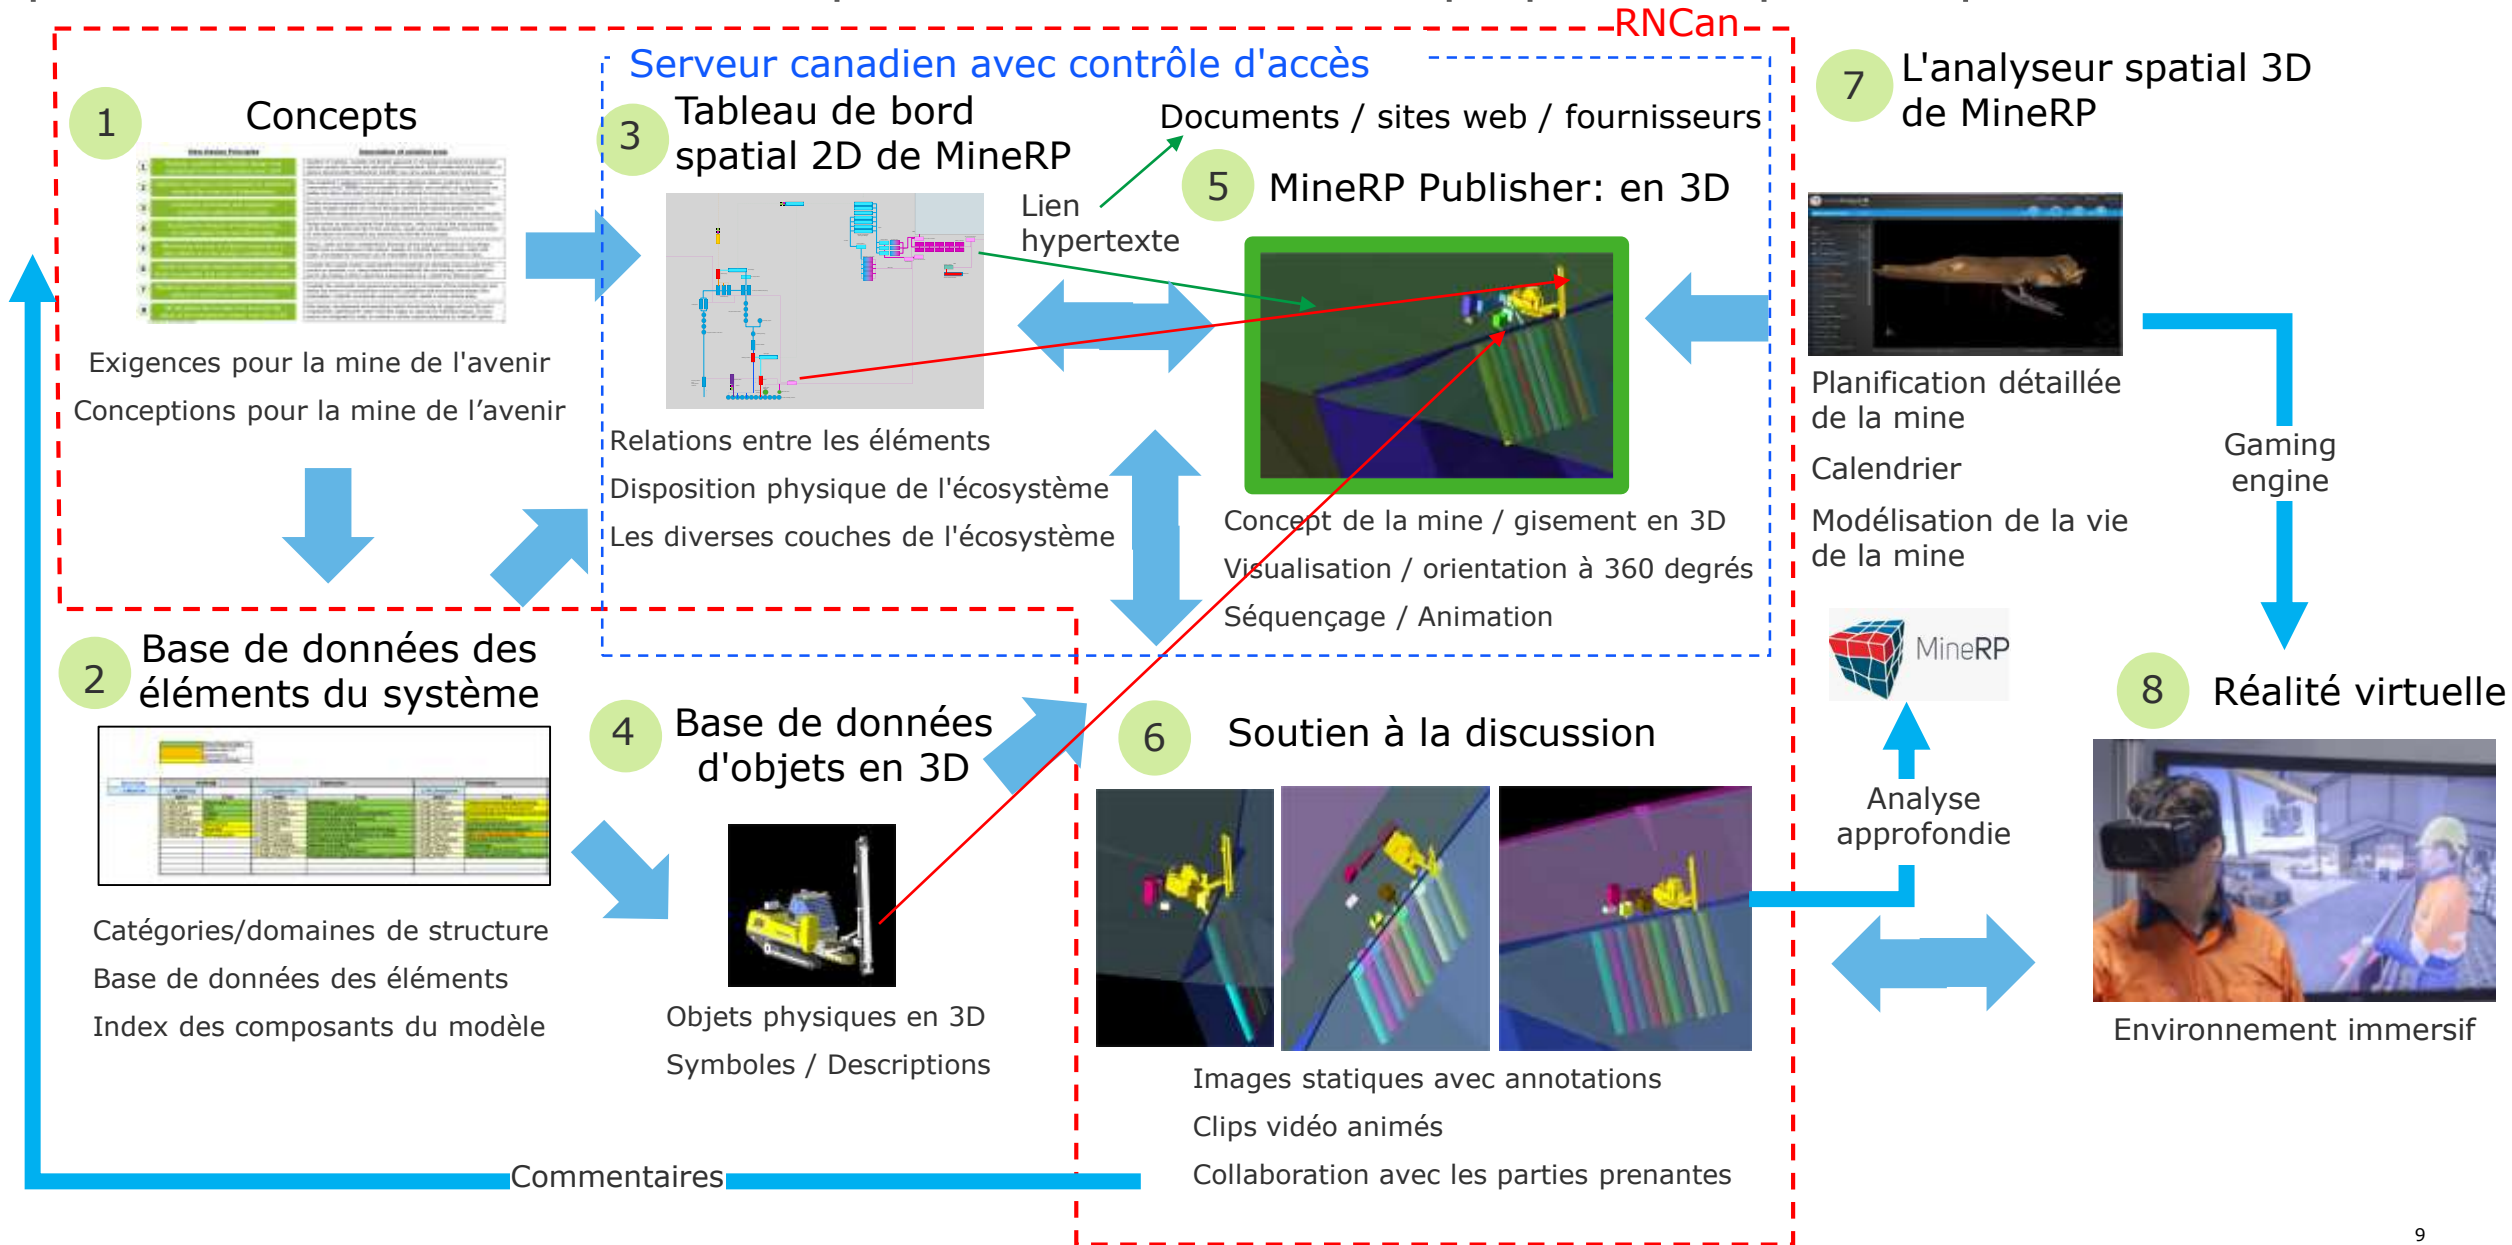 RNCan
Serveur canadien avec contrôle d'accès
1
Concepts
Exigences pour la mine de l'avenir
Conceptions pour la mine de l’avenir
3
Tableau de bord
spatial 2D de MineRP
Relations entre les éléments
Disposition physique de l'écosystème
Les diverses couches de l'écosystème
Documents / sites web / fournisseurs
Lien
hypertexte
5
MineRP Publisher: en 3D
Concept de la mine / gisement en 3D
Visualisation / orientation à 360 degrés
Séquençage / Animation
7
L'analyseur spatial 3D
de MineRP
Planification détaillée
de la mine
Calendrier
Modélisation de la vie
de la mine
Gaming
engine
MineRP
2
Base de données des
éléments du système
Catégories/domaines de structure
Base de données des éléments
Index des composants du modèle
4
Base de données
d'objets en 3D
Objets physiques en 3D
Symboles / Descriptions
6
Soutien à la discussion
Images statiques avec annotations
Clips vidéo animés
Collaboration avec les parties prenantes
Analyse
approfondie
8
Réalité virtuelle
Environnement immersif
Commentaires
9